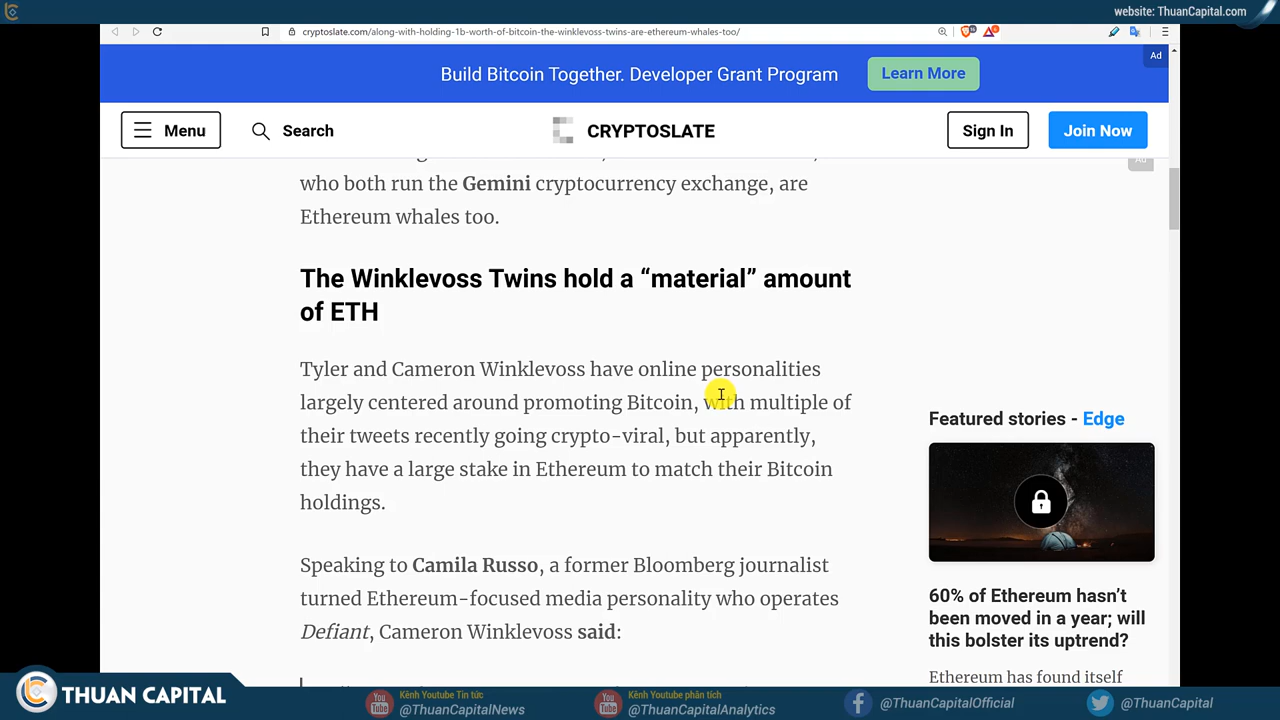 website: ThuanCapital.com
cryptoslate.com/along-with-holding-1b-worth-of-bitcoin-the-winklevoss-twins-are-ethereum-whales-too/
Build Bitcoin Together. Developer Grant Program
Learn More
Ad
Menu
Search
CRYPTOSLATE
Sign In
Join Now
Ad
who both run the Gemini cryptocurrency exchange, are
Ethereum whales too.
The Winklevoss Twins hold a “material” amount
of ETH
Tyler and Cameron Winklevoss have online personalities
largely centered around promoting Bitcoin, with multiple of
their tweets recently going crypto-viral, but apparently,
they have a large stake in Ethereum to match their Bitcoin
holdings.
Speaking to Camila Russo, a former Bloomberg journalist
turned Ethereum-focused media personality who operates
Defiant, Cameron Winklevoss said:
Featured stories - Edge
60% of Ethereum hasn’t
been moved in a year; will
this bolster its uptrend?
Ethereum has found itself
THUAN CAPITAL
You
Tube
Kênh Youtube Tin tức
@ThuanCapitalNews
You
Tube
Kênh Youtube phân tích
@ThuanCapitalAnalytics
@ThuanCapitalOfficial
@ThuanCapital